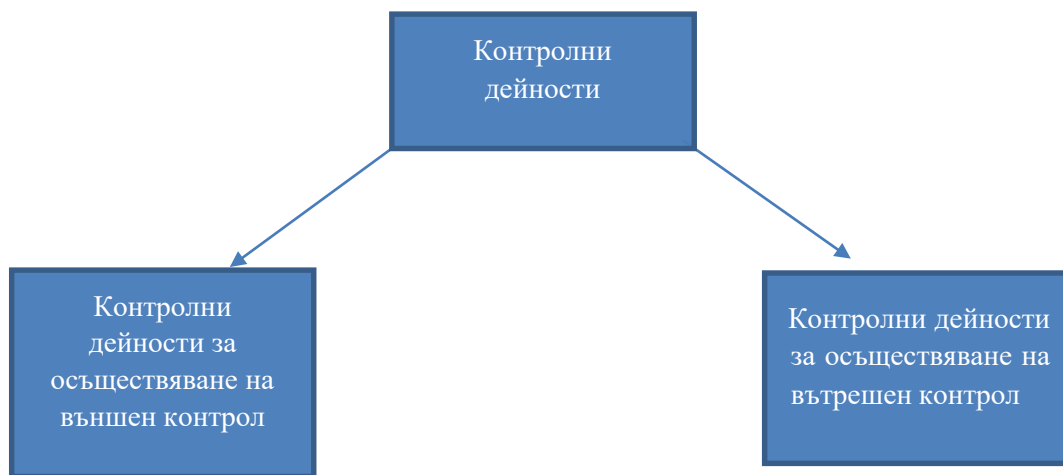 Контролни
дейности
Контролни
дейности за
осъществяване на
външен контрол
Контролни дейности
за осъществяване на
вътрешен контрол